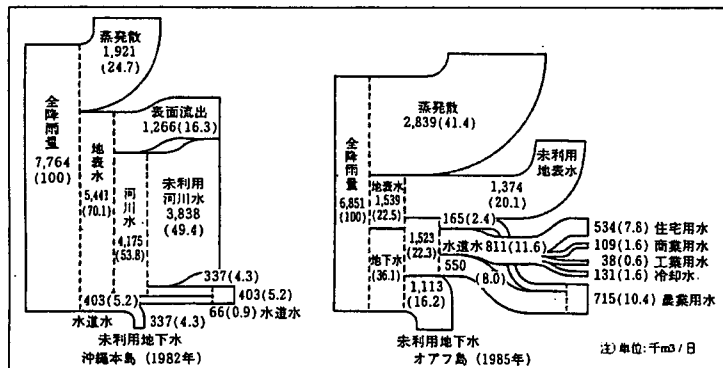 蒸発散
1,921
(24.7)
全降雨量
7,764
(100)
表面流出
1,266(16.3)
地表水
5,441
(70.1)
河川水
4,175
(53.8)
未利用
河川水
3,838
(49.4)
337(4.3)
403(5.2)
403(5.2)
66(0.9) 水道水
水道水
337(4.3)
未利用地下水
沖縄本島 (1982年)
蒸発散
2,839(41.4)
全降雨量
6,851
(100)
未利用
地表水
1,374
(20.1)
地表水
1,539
(22.5)
165(2.4)
地下水
(36.1)
1,523
(22.3)
水道水 811(11.6)
550
(8.0)
1,113
(16.2)
534(7.8) 住宅用水
109(1.6) 商業用水
38(0.6) 工業用水
131(1.6) 冷却水
715(10.4) 農業用水
未利用地下水
オアフ島 (1985年)
注) 単位: 千m3 / 日